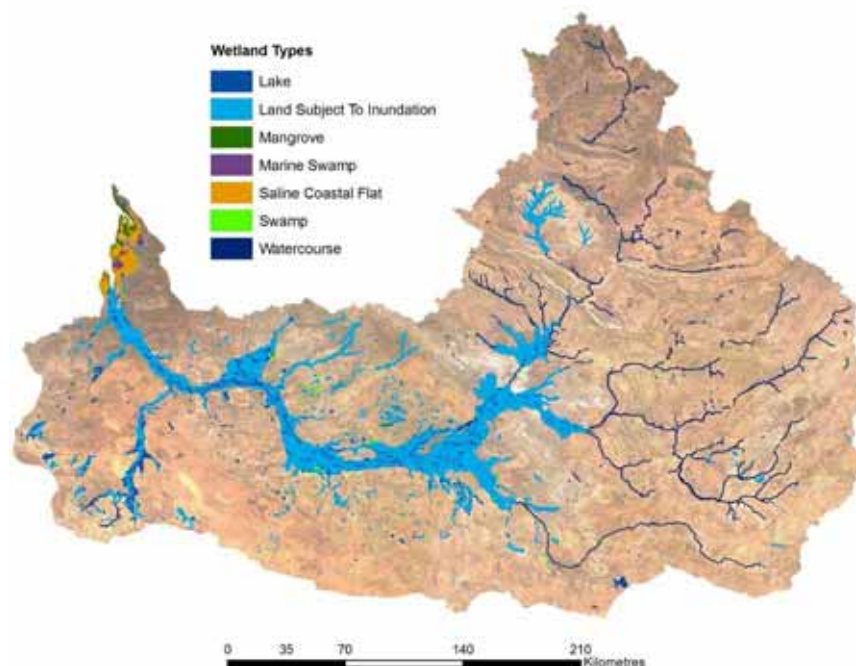 Wetland Types
Lake
Land Subject To Inundation
Mangrove
Marine Swamp
Saline Coastal Flat
Swamp
Watercourse
0 35 70 140 210
Kilometres